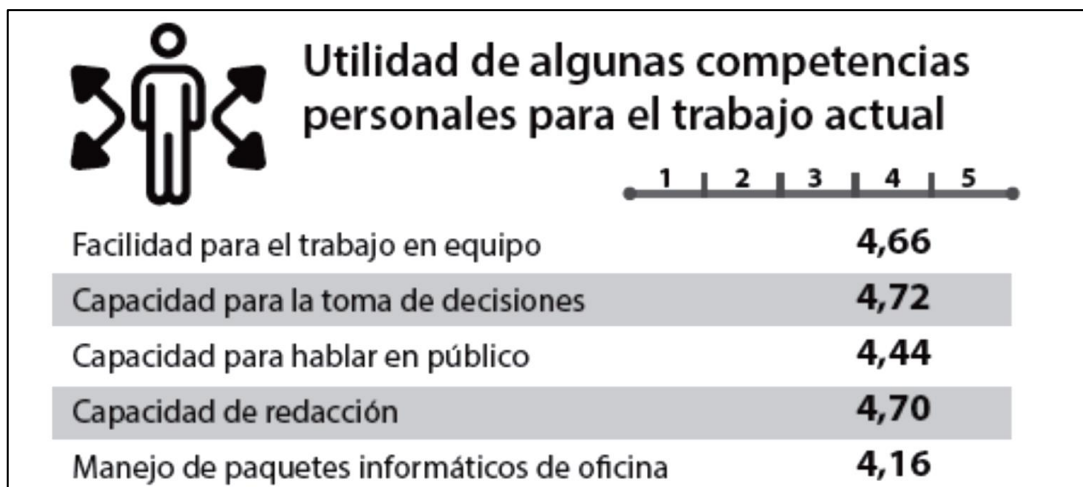 Utilidad de algunas competencias
personales para el trabajo actual
1 2 3 4 5
Facilidad para el trabajo en equipo 4,66
Capacidad para la toma de decisiones 4,72
Capacidad para hablar en público 4,44
Capacidad de redacción 4,70
Manejo de paquetes informáticos de oficina 4,16